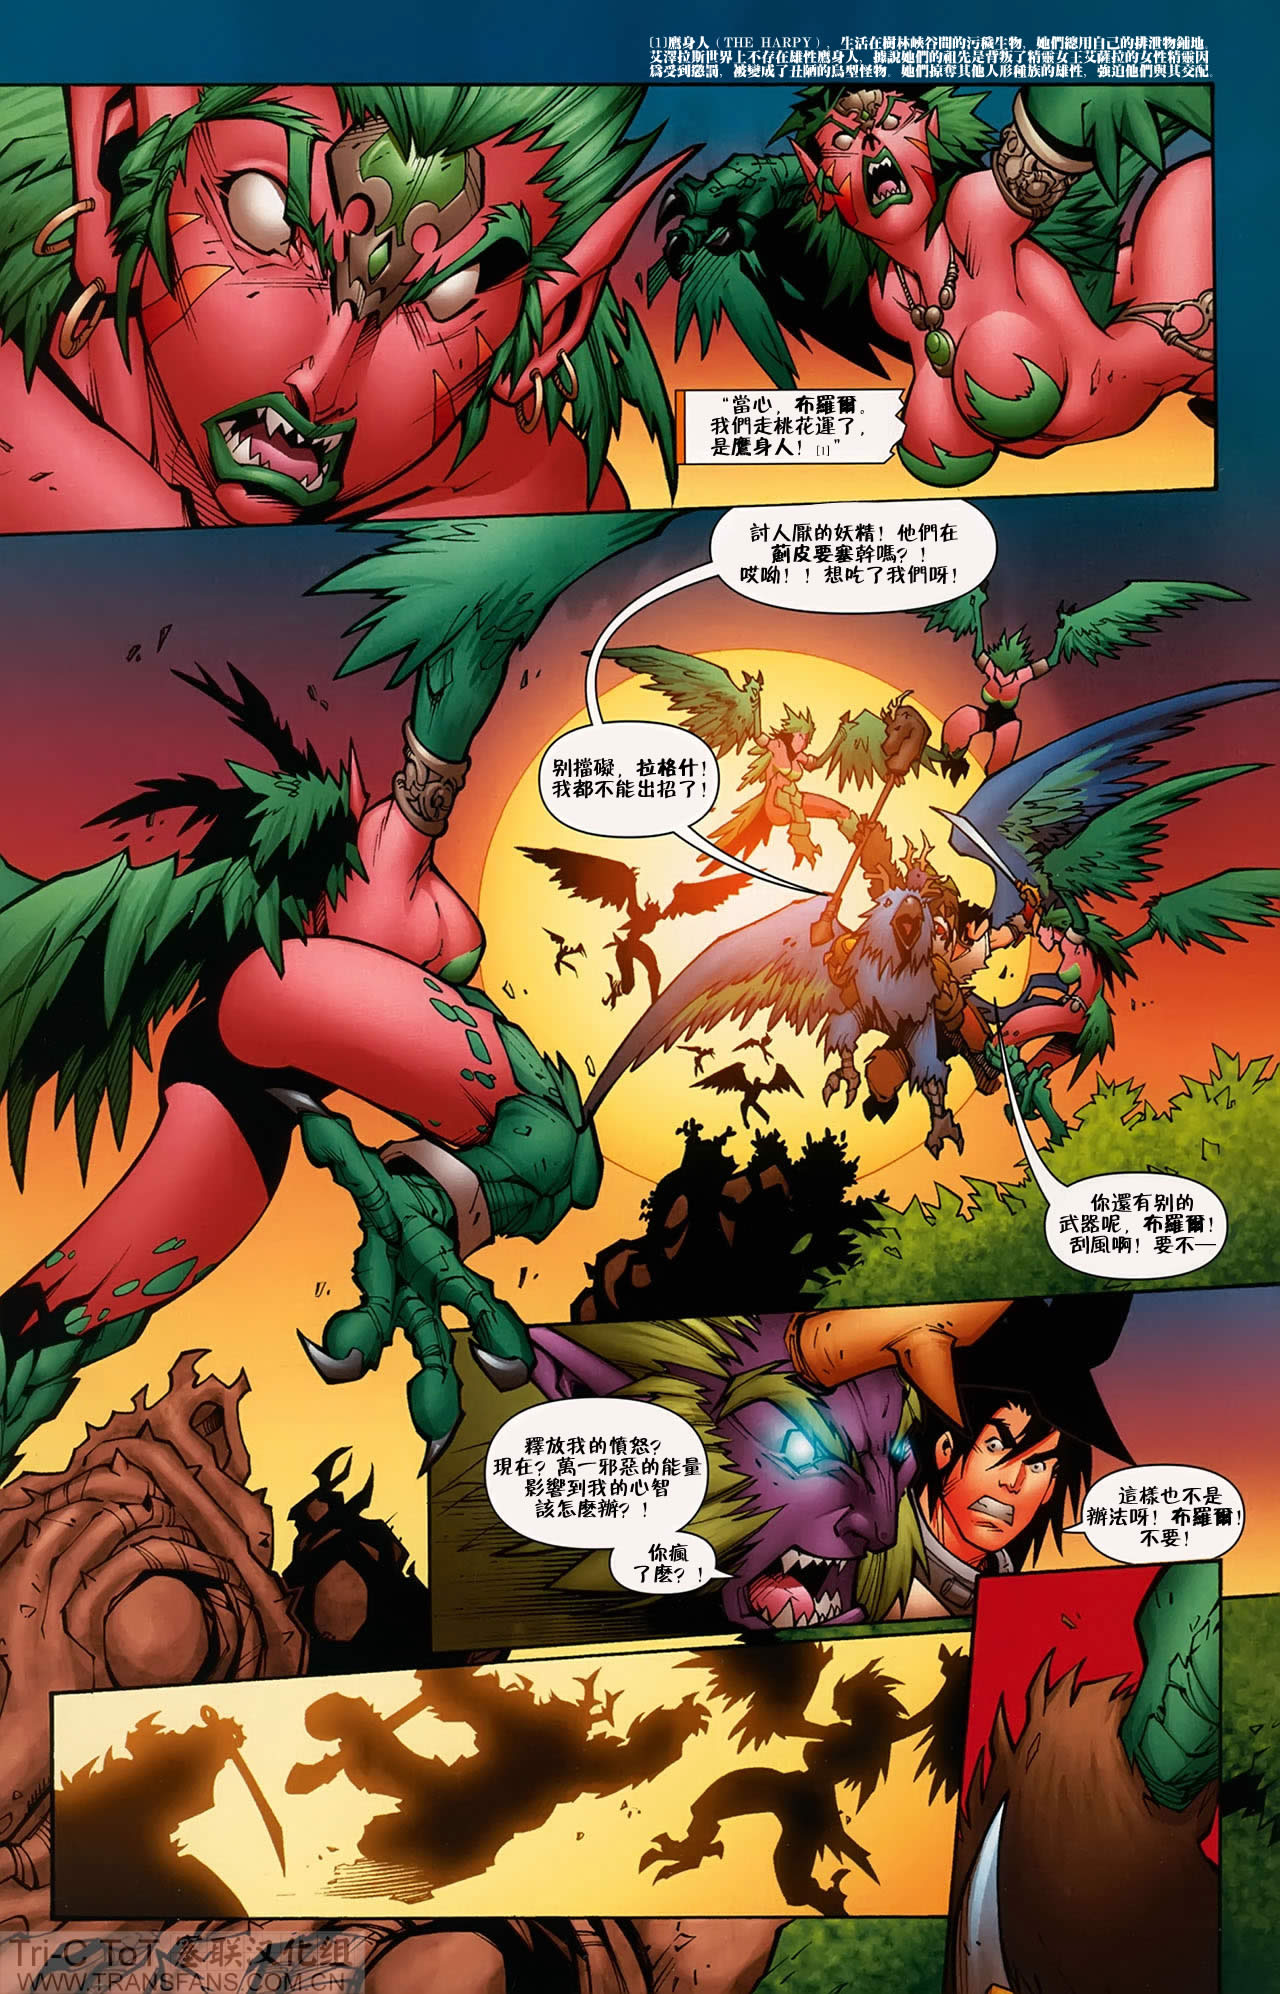 [1]鷹身人（THE HARPY），生活在樹林峽谷間的污穢生物，她們總用自己的排泄物鋪地。
艾澤拉斯世界上不存在雄性鷹身人，據說她們的祖先是背叛了精靈女王艾薩拉的女性精靈因
爲受到懲罰，被變成了丑陋的鳥型怪物。她們掠奪其他人形種族的雄性，強迫他們與其交配。
“當心，布羅爾。
我們走桃花運了，
是鷹身人！[1]”
討人厭的妖精！他們在
薊皮要塞幹嗎？！
哎呦！！想吃了我們呀！
别擋礙，拉格什！
我都不能出招了！
你還有别的
武器呢，布羅爾！
刮風啊！要不—
釋放我的憤怒？
現在？萬一邪惡的能量
影響到我的心智
該怎麽辦？！
你瘋
了麽？！
這樣也不是
辦法呀！布羅爾！
不要！
Tri-C ToT 叁联汉化组
WWW.TRANSFANS.COM.CN